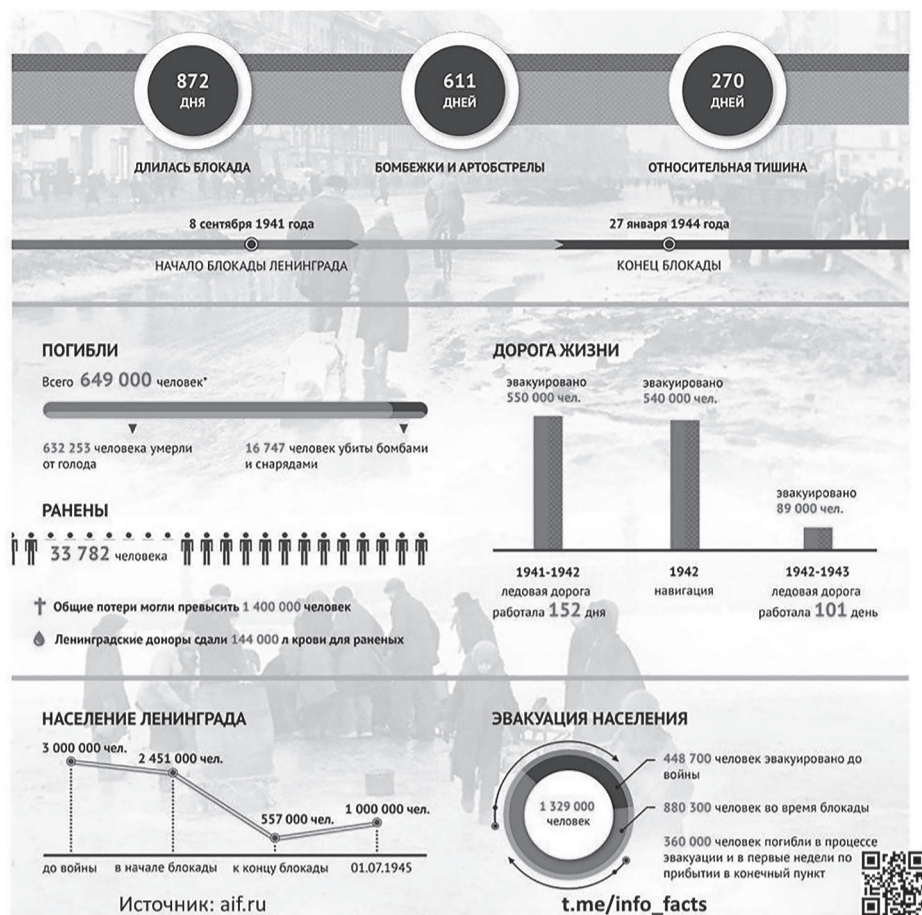 872
ДНЯ
ДЛИЛАСЬ БЛОКАДА
611
ДНЕЙ
БОМБЕЖКИ И АРТОБСТРЕЛЫ
270
ДНЕЙ
ОТНОСИТЕЛЬНАЯ ТИШИНА
8 сентября 1941 года
НАЧАЛО БЛОКАДЫ ЛЕНИНГРАДА
27 января 1944 года
КОНЕЦ БЛОКАДЫ
ПОГИБЛИ
Всего 649 000 человек*
632 253 человека умерли
от голода
16 747 человек убиты бомбами
и снарядами
РАНЕНЫ
33 782 человека
Общие потери могли превысить 1 400 000 человек
Ленинградские доноры сдали 144 000 л крови для раненых
ДОРОГА ЖИЗНИ
эвакуировано
550 000 чел.
эвакуировано
540 000 чел.
эвакуировано
89 000 чел.
1941-1942
ледовая дорога
работала 152 дня
1942
навигация
1942-1943
ледовая дорога
работала 101 день
НАСЕЛЕНИЕ ЛЕНИНГРАДА
3 000 000 чел.
2 451 000 чел.
557 000 чел.
1 000 000 чел.
до войны
в начале блокады
к концу блокады
01.07.1945
ЭВАКУАЦИЯ НАСЕЛЕНИЯ
1 329 000
человек
448 700 человек эвакуировано до
войны
880 300 человек во время блокады
360 000 человек погибли в процессе
эвакуации и в первые недели по
прибытии в конечный пункт
Источник: aif.ru
t.me/info_facts